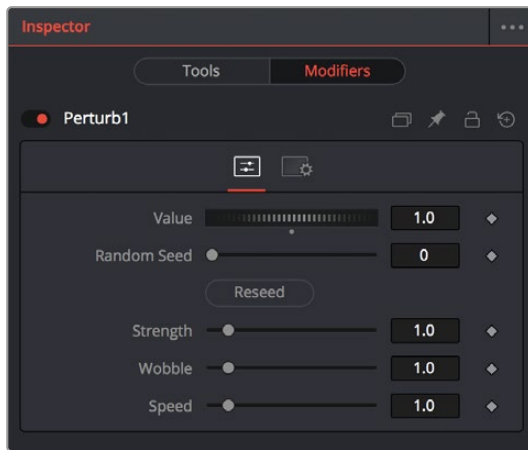 Inspector
Tools Modifiers
Perturb1
Value 1.0
Random Seed 0
Reseed
Strength 1.0
Wobble 1.0
Speed 1.0